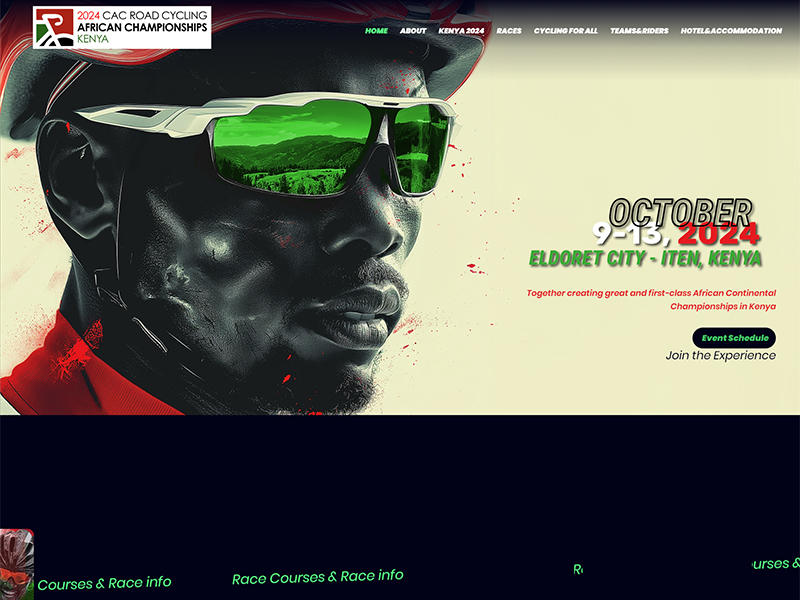 2024 CAC ROAD CYCLING
AFRICAN CHAMPIONSHIPS
KENYA
HOME ABOUT KENYA 2024 RACES CYCLING FOR ALL TEAMS&RIDERS HOTEL&ACCOMMODATION
OCTOBER
9-13, 2024
ELDORET CITY - ITEN, KENYA
Together creating great and first-class African Continental
Championships in Kenya
Event Schedule
Join the Experience
Courses & Race info
Race Courses & Race info